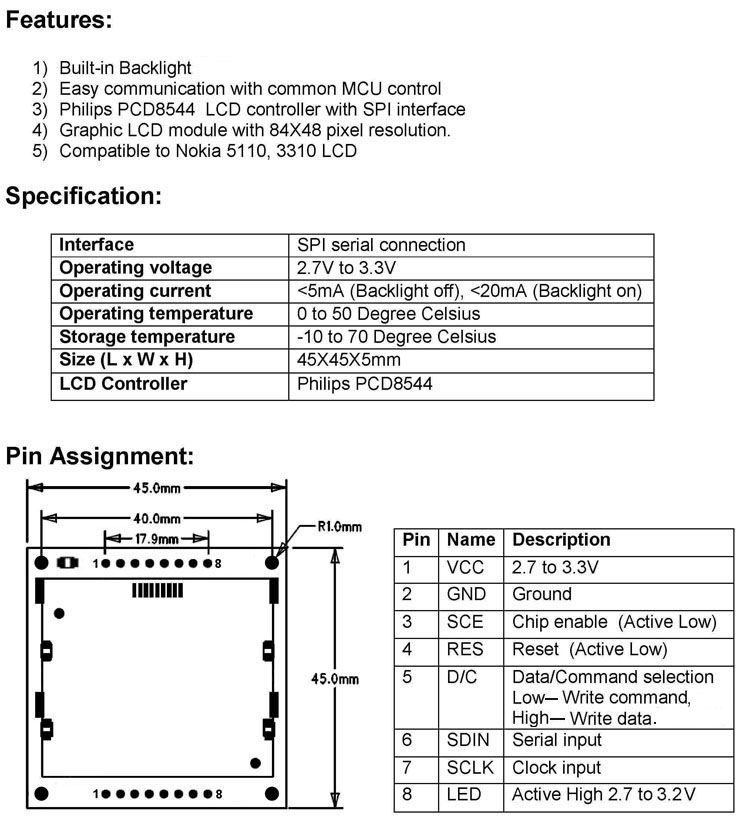 Features:
1) Built-in Backlight
2) Easy communication with common MCU control
3) Philips PCD8544 LCD controller with SPI interface
4) Graphic LCD module with 84X48 pixel resolution.
5) Compatible to Nokia 5110, 3310 LCD
Specification:
Interface SPI serial connection
Operating voltage 2.7V to 3.3V
Operating current <5mA (Backlight off), <20mA (Backlight on)
Operating temperature 0 to 50 Degree Celsius
Storage temperature -10 to 70 Degree Celsius
Size (L x W x H) 45X45X5mm
LCD Controller Philips PCD8544
Pin Assignment:
45.0mm
40.0mm
17.9mm
R1.0mm
1 8
45.0mm
1 8
Pin Name Description
1 VCC 2.7 to 3.3V
2 GND Ground
3 SCE Chip enable (Active Low)
4 RES Reset (Active Low)
5 D/C Data/Command selection
Low— Write command,
High— Write data.
6 SDIN Serial input
7 SCLK Clock input
8 LED Active High 2.7 to 3.2V